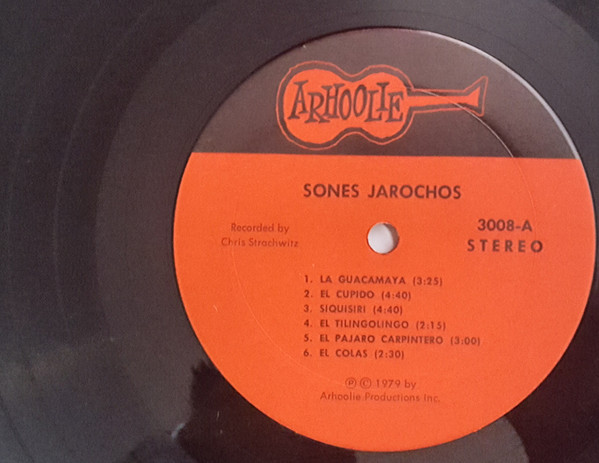 ARHOOLIE
SONES JAROCHOS
Recorded by
Chris Strachwitz
3008-A
STEREO
1. LA GUACAMAYA (3:25)
2. EL CUPIDO (4:40)
3. SIQUISIRI (4:40)
4. EL TILINGOLINGO (2:15)
5. EL PAJARO CARPINTERO (3:00)
6. EL COLAS (2:30)
Ⓟ © 1979 by
Arhoolie Productions Inc.